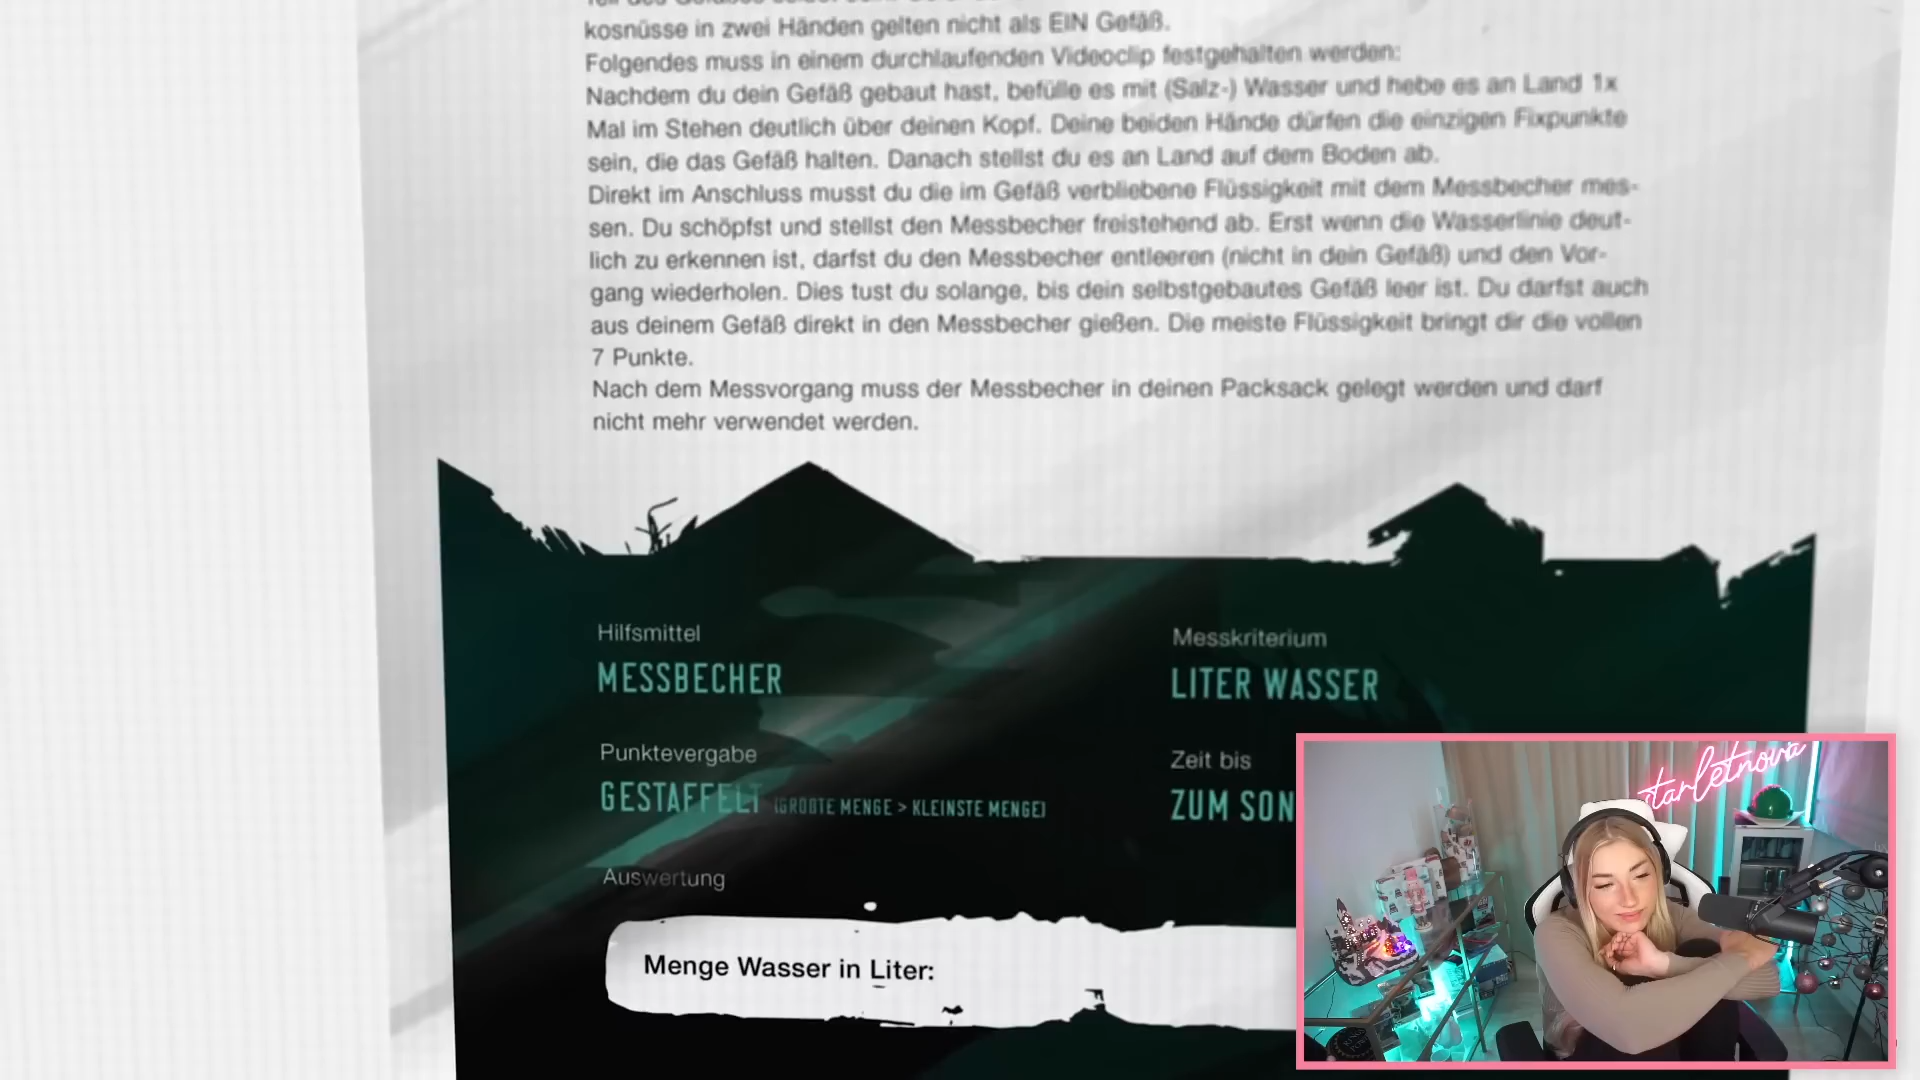 kosnüsse in zwei Händen gelten nicht als EIN Gefäß.
Folgendes muss in einem durchlaufenden Videoclip festgehalten werden:
Nachdem du dein Gefäß gebaut hast, befülle es mit (Salz-) Wasser und hebe es an Land 1x
Mal im Stehen deutlich über deinen Kopf. Deine beiden Hände dürfen die einzigen Fixpunkte
sein, die das Gefäß halten. Danach stellst du es an Land auf dem Boden ab.
Direkt im Anschluss musst du die im Gefäß verbliebene Flüssigkeit mit dem Messbecher mes-
sen. Du schöpfst und stellst den Messbecher freistehend ab. Erst wenn die Wasserlinie deut-
lich zu erkennen ist, darfst du den Messbecher entleeren (nicht in dein Gefäß) und den Vor-
gang wiederholen. Dies tust du solange, bis dein selbstgebautes Gefäß leer ist. Du darfst auch
aus deinem Gefäß direkt in den Messbecher gießen. Die meiste Flüssigkeit bringt dir die vollen
7 Punkte.
Nach dem Messvorgang muss der Messbecher in deinen Packsack gelegt werden und darf
nicht mehr verwendet werden.
Hilfsmittel
MESSBECHER
Messkriterium
LITER WASSER
Punktevergabe
GESTAFFELT (GRÖßTE MENGE > KLEINSTE MENGE)
Zeit bis
ZUM SON
Auswertung
Menge Wasser in Liter:
starletnova